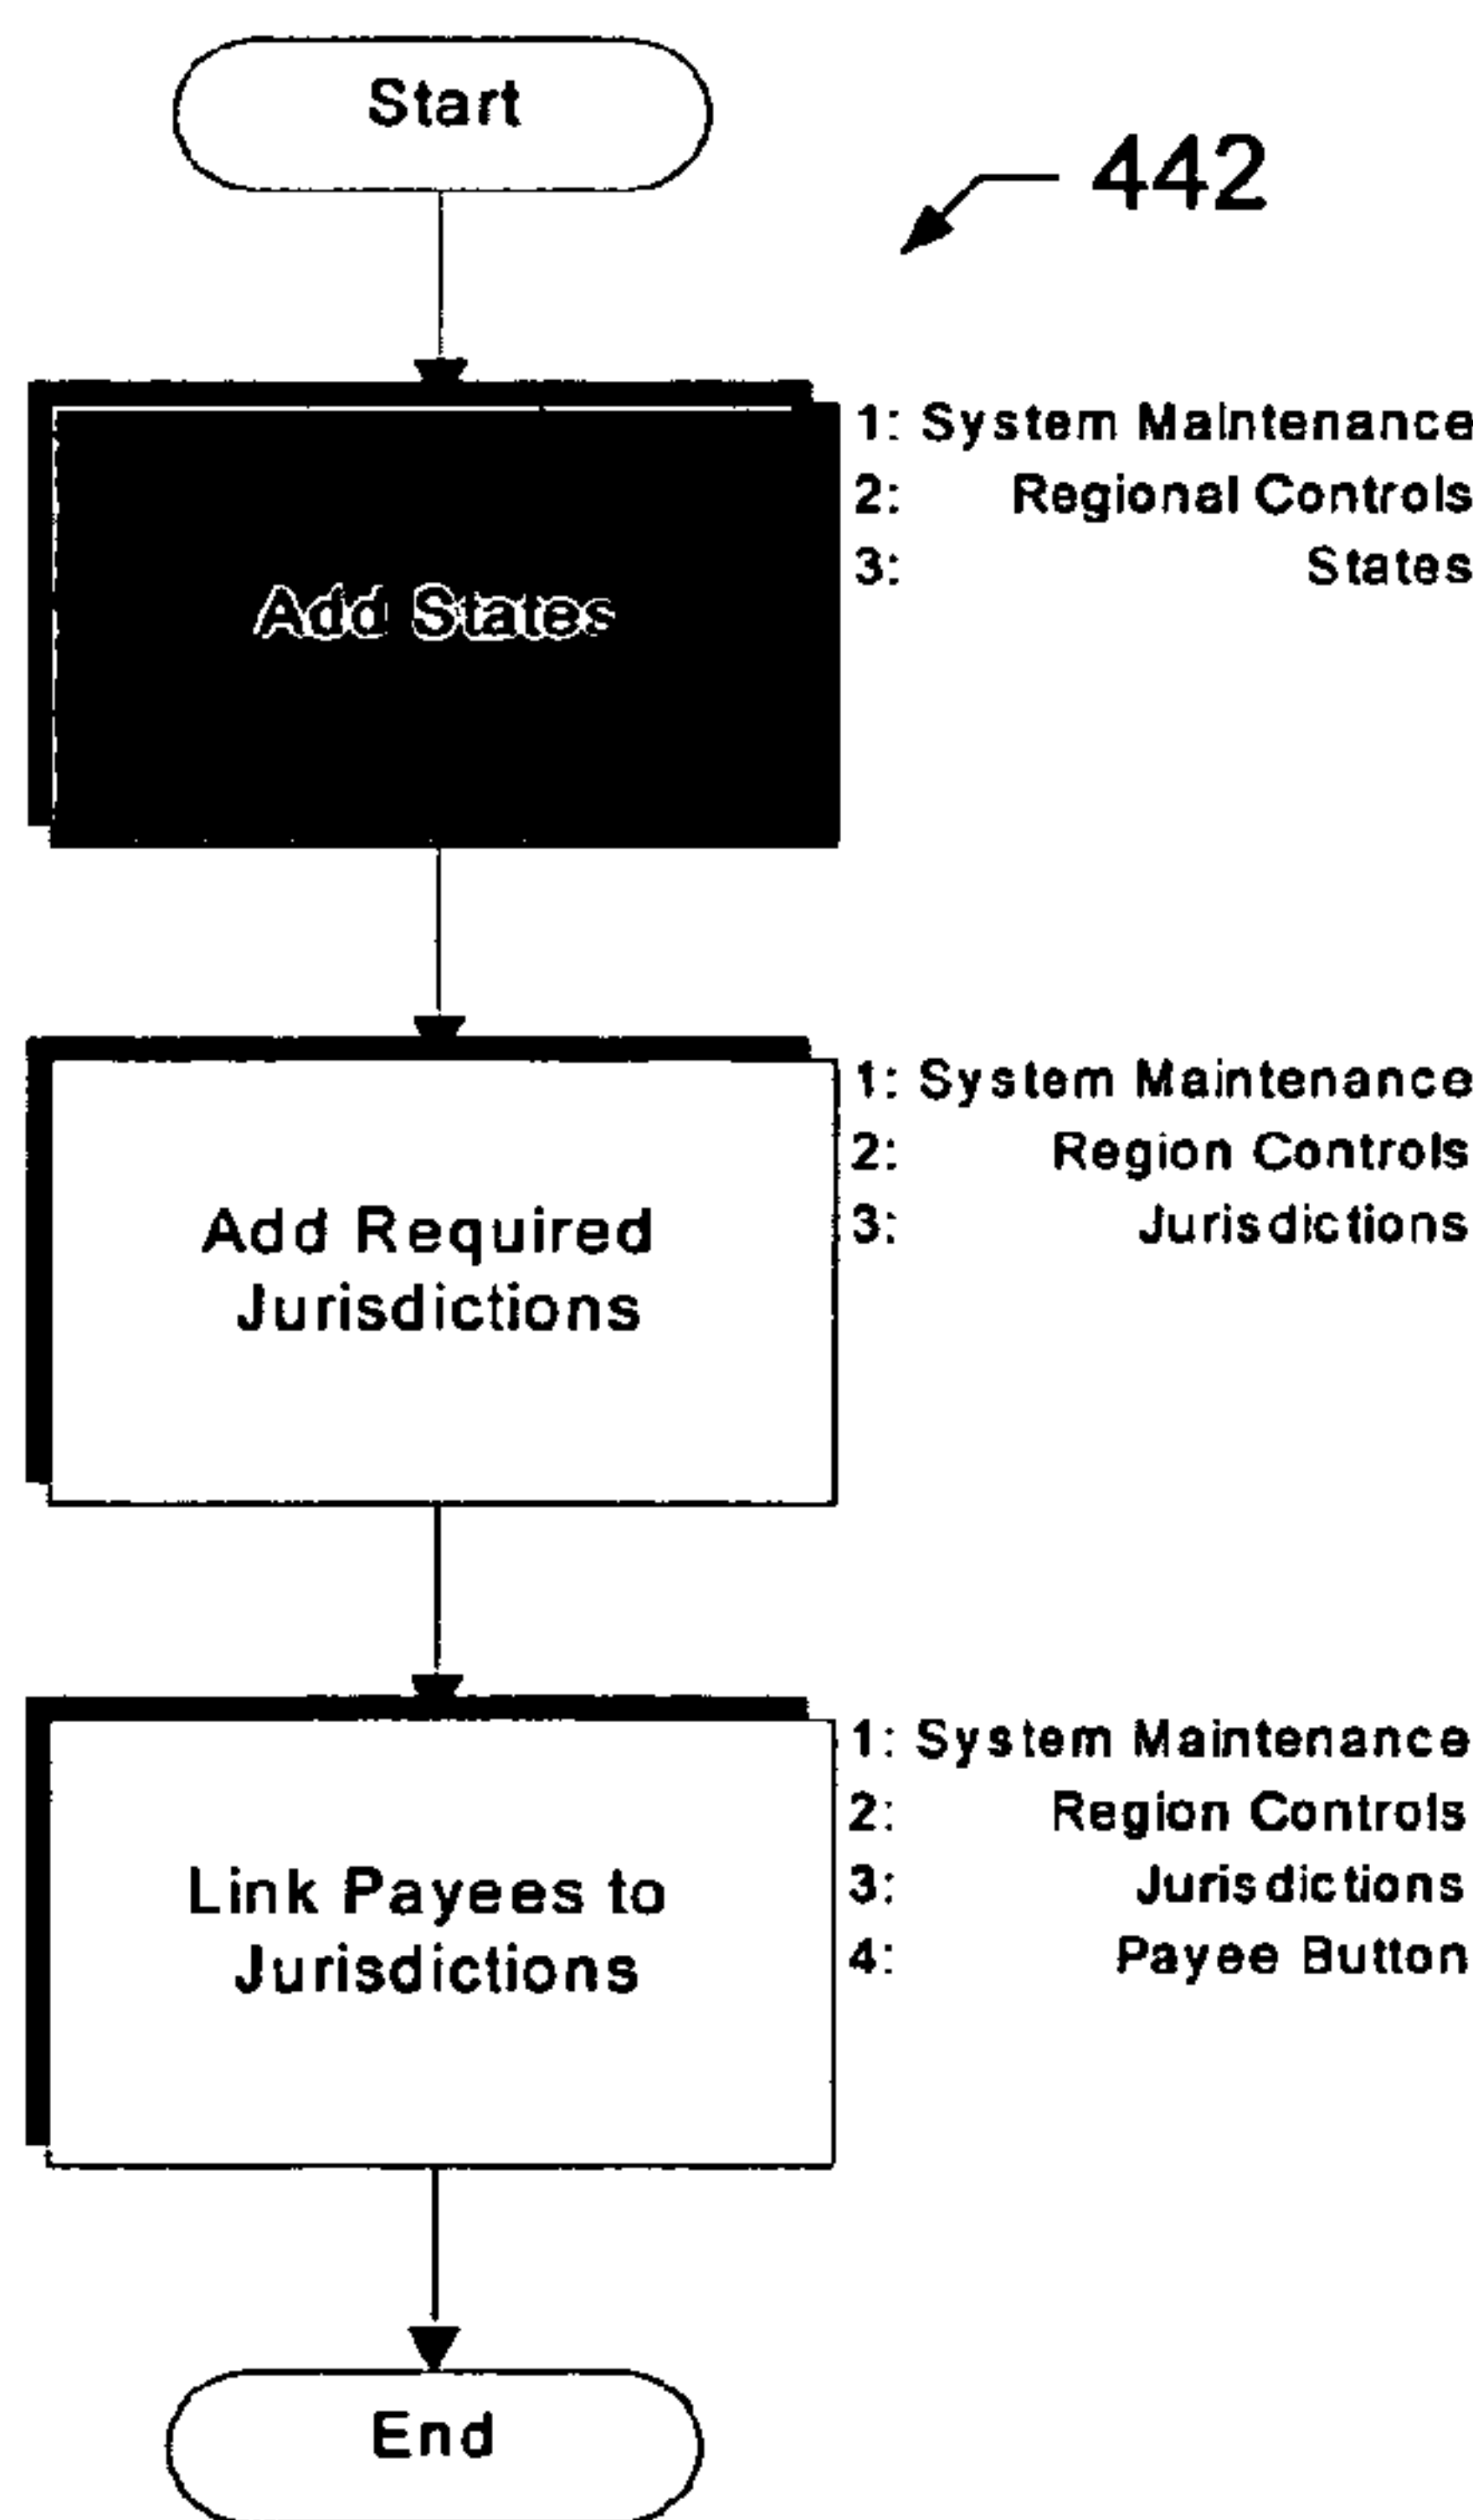 Start
442
Add States
1: System Maintenance
2: Regional Controls
3: States
Add Required
Jurisdictions
1: System Maintenance
2: Region Controls
3: Jurisdictions
Link Payees to
Jurisdictions
1: System Maintenance
2: Region Controls
3: Jurisdictions
4: Payee Button
End